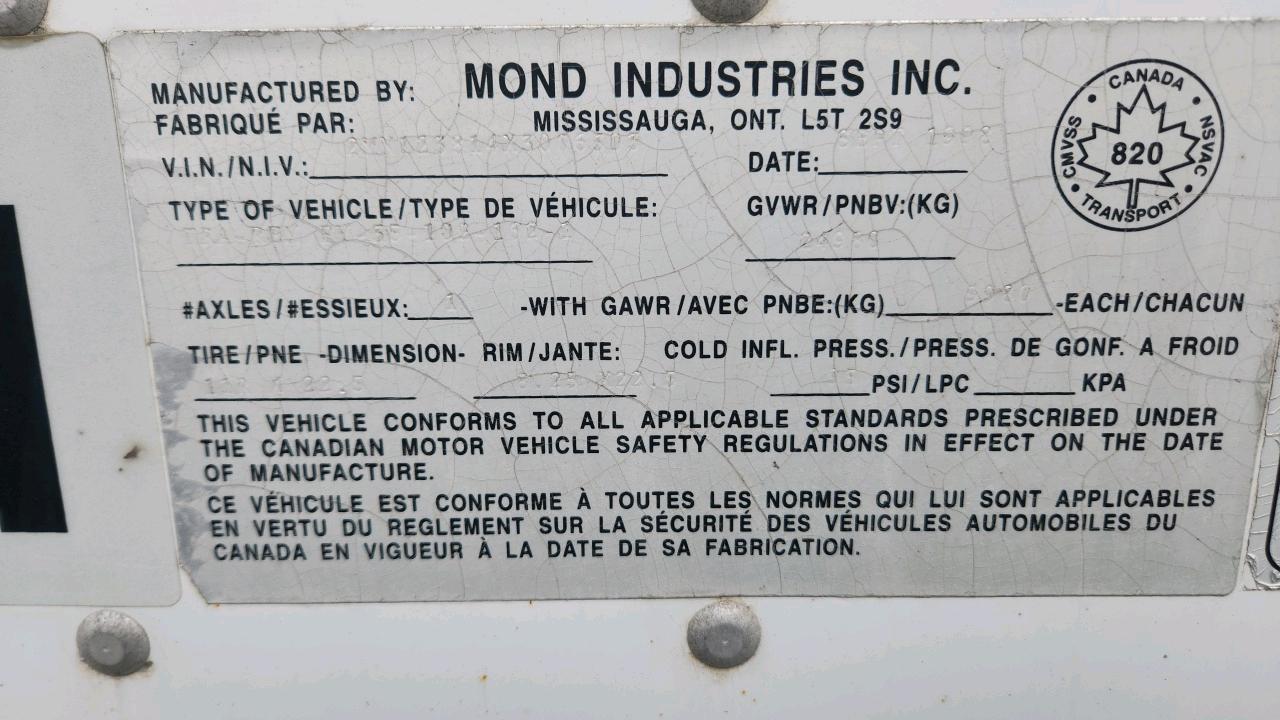 MANUFACTURED BY: MOND INDUSTRIES INC.
FABRIQUÉ PAR: MISSISSAUGA, ONT. L5T 2S9
V.I.N./N.I.V.: DATE: 1998
TYPE OF VEHICLE/TYPE DE VÉHICULE: GVWR/PNBV:(KG)
#AXLES/#ESSIEUX: 1 -WITH GAWR/AVEC PNBE:(KG) -EACH/CHACUN
TIRE/PNE -DIMENSION- RIM/JANTE: COLD INFL. PRESS./PRESS. DE GONF. A FROID
PSI/LPC KPA
THIS VEHICLE CONFORMS TO ALL APPLICABLE STANDARDS PRESCRIBED UNDER
THE CANADIAN MOTOR VEHICLE SAFETY REGULATIONS IN EFFECT ON THE DATE
OF MANUFACTURE.
CE VÉHICULE EST CONFORME À TOUTES LES NORMES QUI LUI SONT APPLICABLES
EN VERTU DU REGLEMENT SUR LA SÉCURITÉ DES VÉHICULES AUTOMOBILES DU
CANADA EN VIGUEUR À LA DATE DE SA FABRICATION.
CANADA
CMVSS 820 NSVAC
TRANSPORT